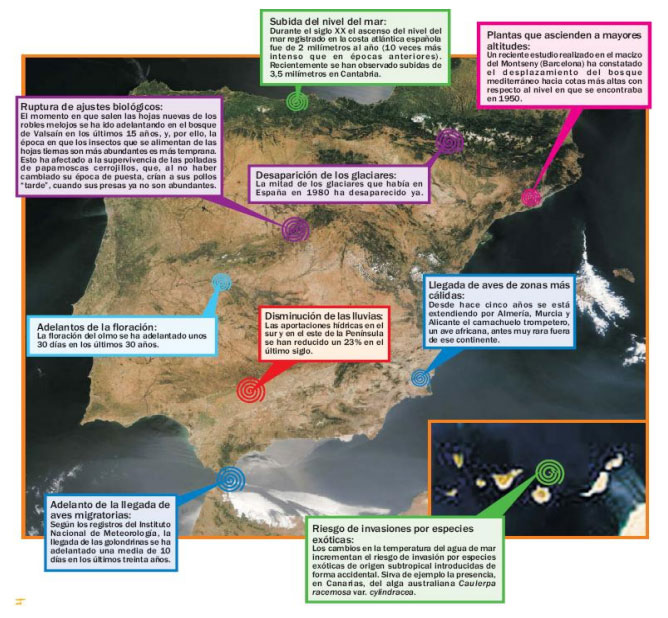 Subida del nivel del mar:
Durante el siglo XX el ascenso del nivel del
mar registrado en la costa atlántica española
fue de 2 milímetros al año (10 veces más
intenso que en épocas anteriores).
Recientemente se han observado subidas de
3,5 milímetros en Cantabria.
Plantas que ascienden a mayores
altitudes:
Un reciente estudio realizado en el macizo
del Montseny (Barcelona) ha constatado
el desplazamiento del bosque
mediterráneo hacia cotas más altas con
respecto al nivel en que se encontraba
en 1950.
Ruptura de ajustes biológicos:
El momento en que salen las hojas nuevas de los
robles melojos se ha ido adelantando en el bosque
de Valsaín en los últimos 15 años, y, por ello, la
época en que los insectos que se alimentan de las
hojas tiernas son más abundantes es más temprana.
Esto ha afectado a la supervivencia de las polladas
de papamoscas cerrojillos, que, al no haber
cambiado su época de puesta, crían a sus pollos
"tarde", cuando sus presas ya no son abundantes.
Desaparición de los glaciares:
La mitad de los glaciares que había en
España en 1980 ha desaparecido ya.
Llegada de aves de zonas más
cálidas:
Desde hace cinco años se está
extendiendo por Almería, Murcia y
Alicante el camachuelo trompetero,
un ave africana, antes muy rara fuera
de ese continente.
Disminución de las lluvias:
Las aportaciones hídricas en el
sur y en el este de la Península
se han reducido un 23% en el
último siglo.
Adelantos de la floración:
La floración del olmo se ha adelantado unos
30 días en los últimos 30 años.
Adelanto de la llegada de
aves migratorias:
Según los registros del Instituto
Nacional de Meteorología, la
llegada de las golondrinas se ha
adelantado una media de 10
días en los últimos treinta años.
Riesgo de invasiones por especies
exóticas:
Los cambios en la temperatura del agua de mar
incrementan el riesgo de invasión por especies
exóticas de origen subtropical introducidas de
forma accidental. Sirva de ejemplo la presencia,
en Canarias, del alga australiana Caulerpa
racemosa var. cylindracea.